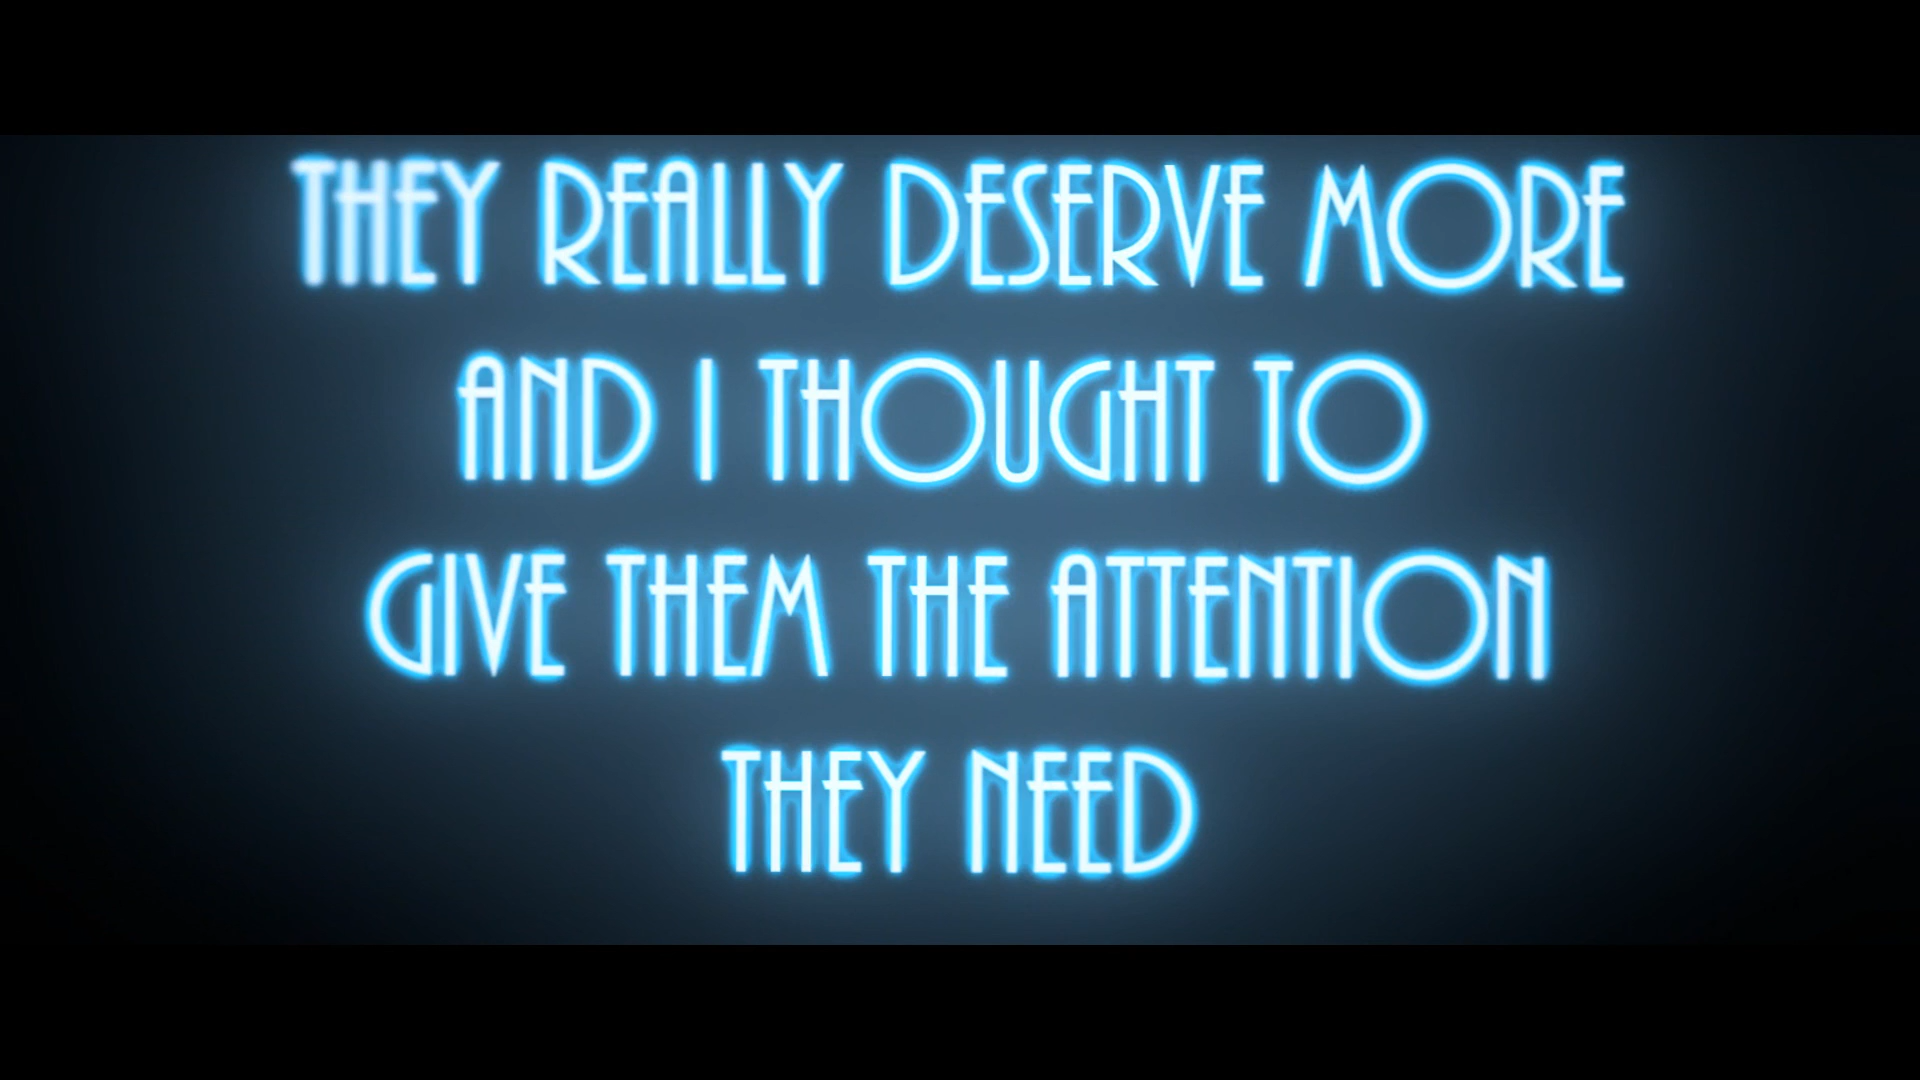 THEY REALLY DESERVE MORE
AND I THOUGHT TO
GIVE THEM THE ATTENTION
THEY NEED